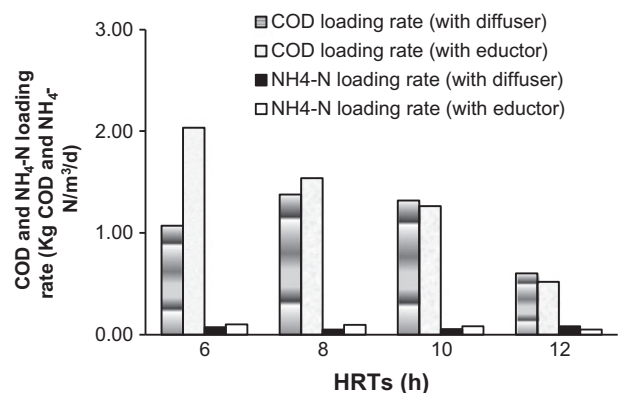 COD loading rate (with diffuser)
COD loading rate (with eductor)
NH4-N loading rate (with diffuser)
NH4-N loading rate (with eductor)
COD and NH₄-N loading
rate (Kg COD and NH₄-
N/m³/d)
3.00
2.00
1.00
0.00
6 8 10 12
HRTs (h)